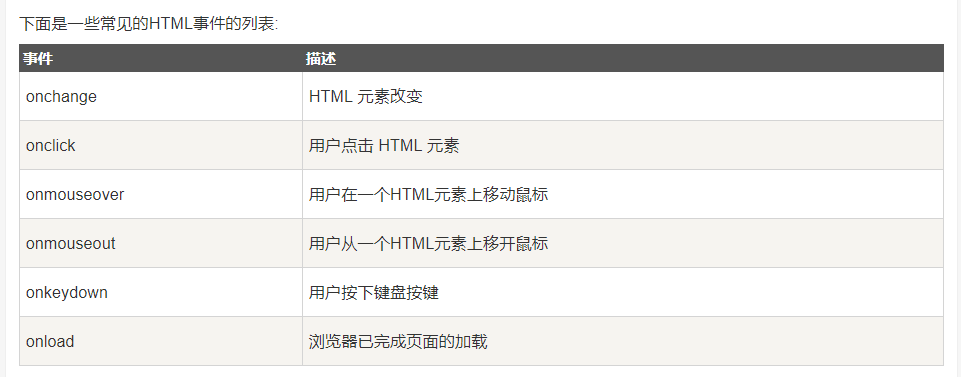 下面是一些常见的HTML事件的列表:
事件 描述
onchange HTML 元素改变
onclick 用户点击 HTML 元素
onmouseover 用户在一个HTML元素上移动鼠标
onmouseout 用户从一个HTML元素上移开鼠标
onkeydown 用户按下键盘按键
onload 浏览器已完成页面的加载